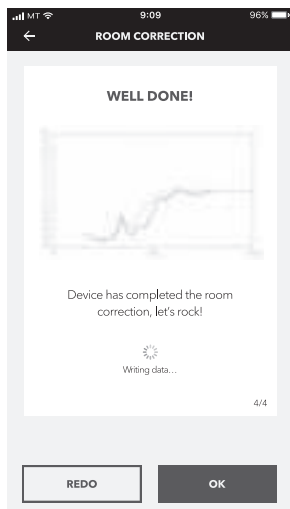 MT 9:09 96%
ROOM CORRECTION
WELL DONE!
Device has completed the room
correction, let's rock!
Writing data...
4/4
REDO OK